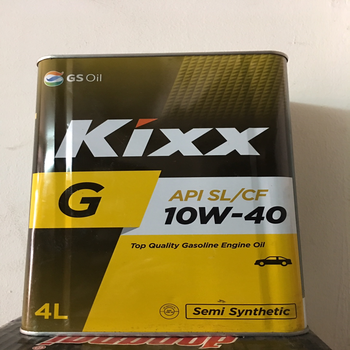 GS Oil
Kixx
G
API SL/CF
10W-40
Top Quality Gasoline Engine Oil
4L
Semi Synthetic